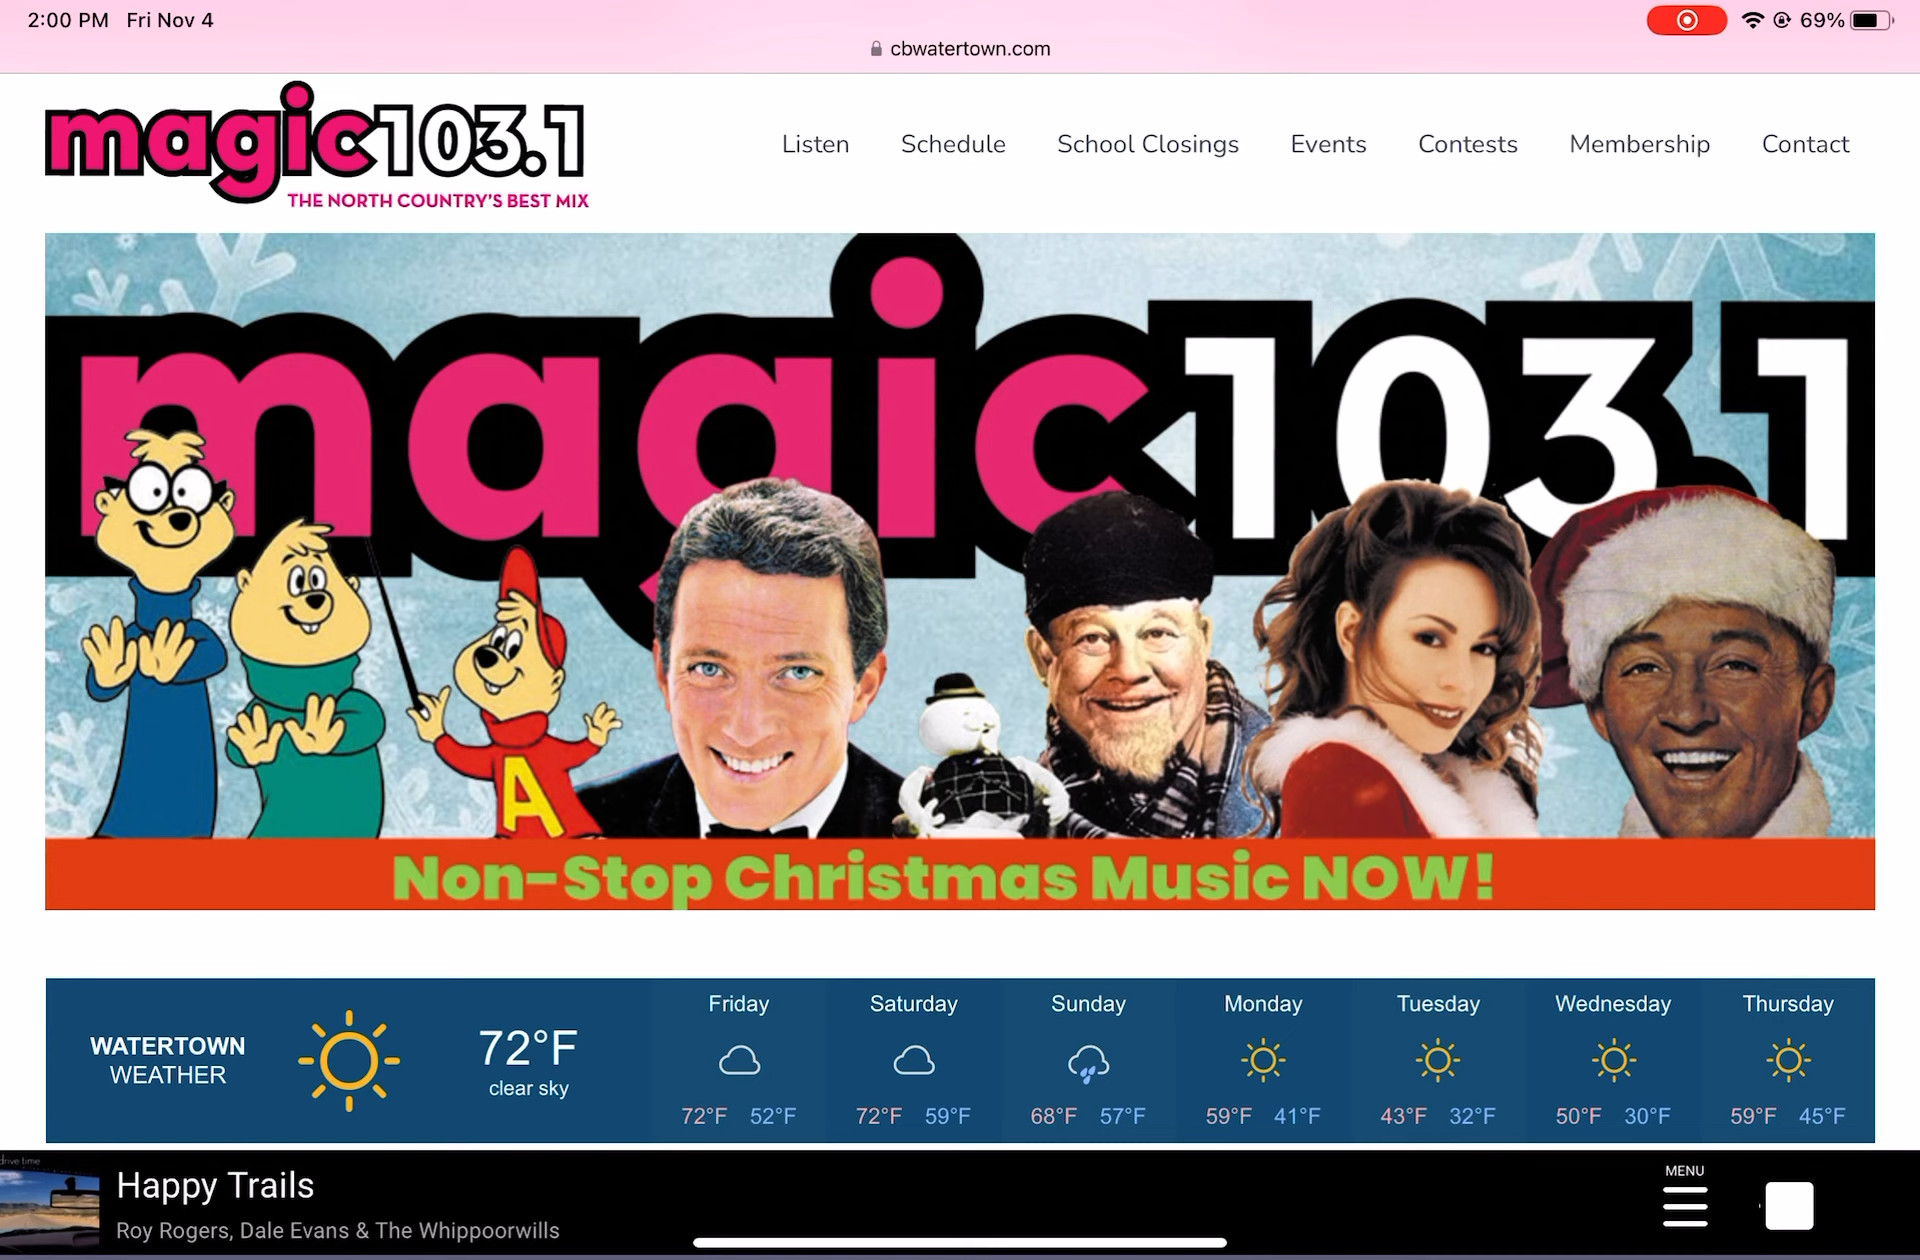 2:00 PM Fri Nov 4
69%
cbwatertown.com
magic103.1
THE NORTH COUNTRY'S BEST MIX
Listen Schedule School Closings Events Contests Membership Contact
magic103.1
A
Non-Stop Christmas Music NOW!
Friday Saturday Sunday Monday Tuesday Wednesday Thursday
WATERTOWN
WEATHER
72°F
clear sky
72°F 52°F 72°F 59°F 68°F 57°F 59°F 41°F 43°F 32°F 50°F 30°F 59°F 45°F
drive time
Happy Trails
Roy Rogers, Dale Evans & The Whippoorwills
MENU